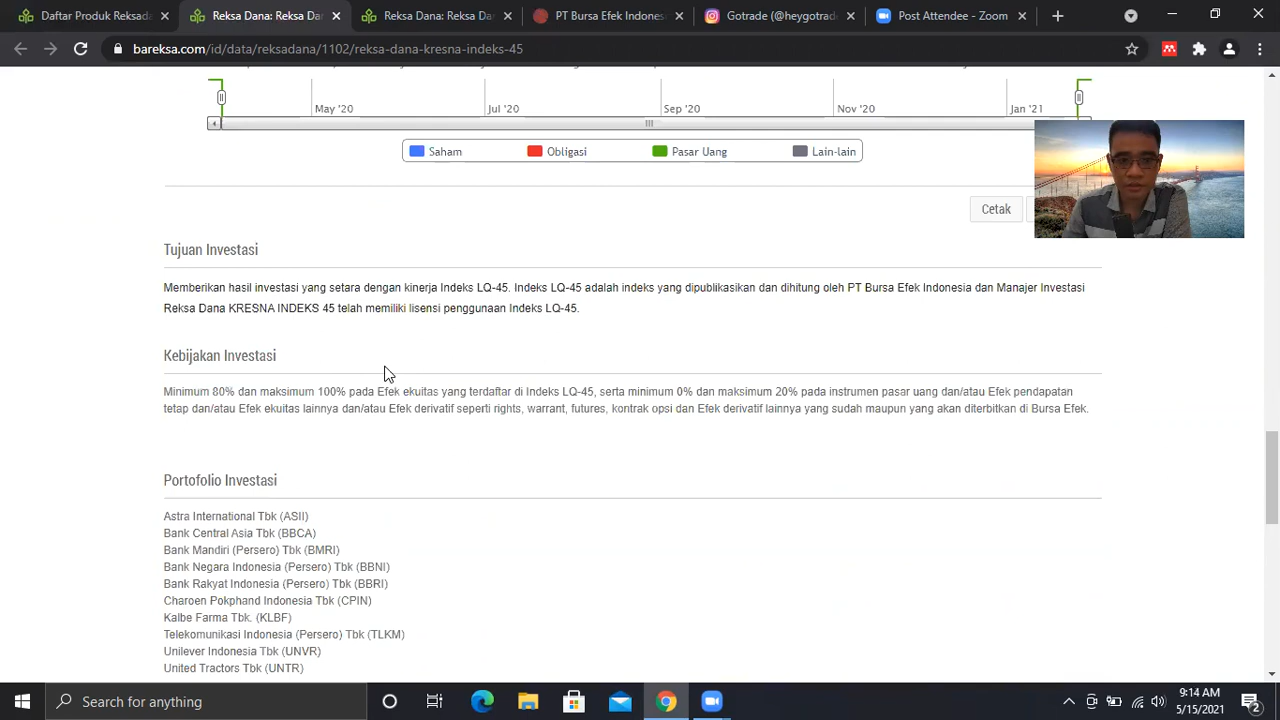 Daftar Produk Reksada
Reksa Dana: Reksa Da
Reksa Dana: Reksa Da
PT Bursa Efek Indones
Gotrade (@heygotrad
Post Attendee - Zoom
bareksa.com/id/data/reksadana/1102/reksa-dana-kresna-indeks-45
May '20
Jul '20
Sep '20
Nov '20
Jan '21
Saham
Obligasi
Pasar Uang
Lain-lain
Cetak
Tujuan Investasi
Memberikan hasil investasi yang setara dengan kinerja Indeks LQ-45. Indeks LQ-45 adalah indeks yang dipublikasikan dan dihitung oleh PT Bursa Efek Indonesia dan Manajer Investasi
Reksa Dana KRESNA INDEKS 45 telah memiliki lisensi penggunaan Indeks LQ-45.
Kebijakan Investasi
Minimum 80% dan maksimum 100% pada Efek ekuitas yang terdaftar di Indeks LQ-45, serta minimum 0% dan maksimum 20% pada instrumen pasar uang dan/atau Efek pendapatan
tetap dan/atau Efek ekuitas lainnya dan/atau Efek derivatif seperti rights, warrant, futures, kontrak opsi dan Efek derivatif lainnya yang sudah maupun yang akan diterbitkan di Bursa Efek.
Portofolio Investasi
Astra International Tbk (ASII)
Bank Central Asia Tbk (BBCA)
Bank Mandiri (Persero) Tbk (BMRI)
Bank Negara Indonesia (Persero) Tbk (BBNI)
Bank Rakyat Indonesia (Persero) Tbk (BBRI)
Charoen Pokphand Indonesia Tbk (CPIN)
Kalbe Farma Tbk. (KLBF)
Telekomunikasi Indonesia (Persero) Tbk (TLKM)
Unilever Indonesia Tbk (UNVR)
United Tractors Tbk (UNTR)
Search for anything
9:14 AM
5/15/2021
2